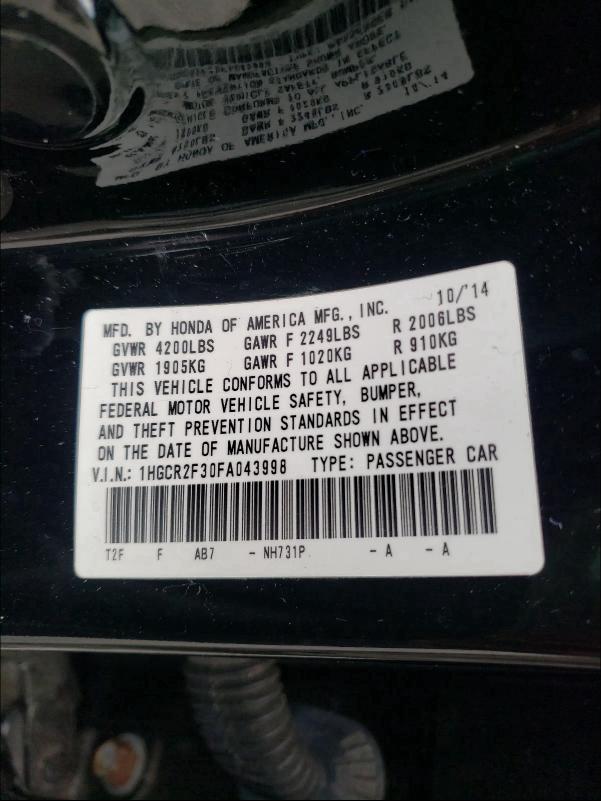 MFD. BY HONDA OF AMERICA MFG., INC. 10/'14
GVWR 4200LBS GAWR F 2249LBS R 2006LBS
GVWR 1905KG GAWR F 1020KG R 910KG
THIS VEHICLE CONFORMS TO ALL APPLICABLE
FEDERAL MOTOR VEHICLE SAFETY, BUMPER,
AND THEFT PREVENTION STANDARDS IN EFFECT
ON THE DATE OF MANUFACTURE SHOWN ABOVE.
V.I.N.: 1HGCR2F30FA043998 TYPE: PASSENGER CAR
T2F F AB7 - NH731P - A - A